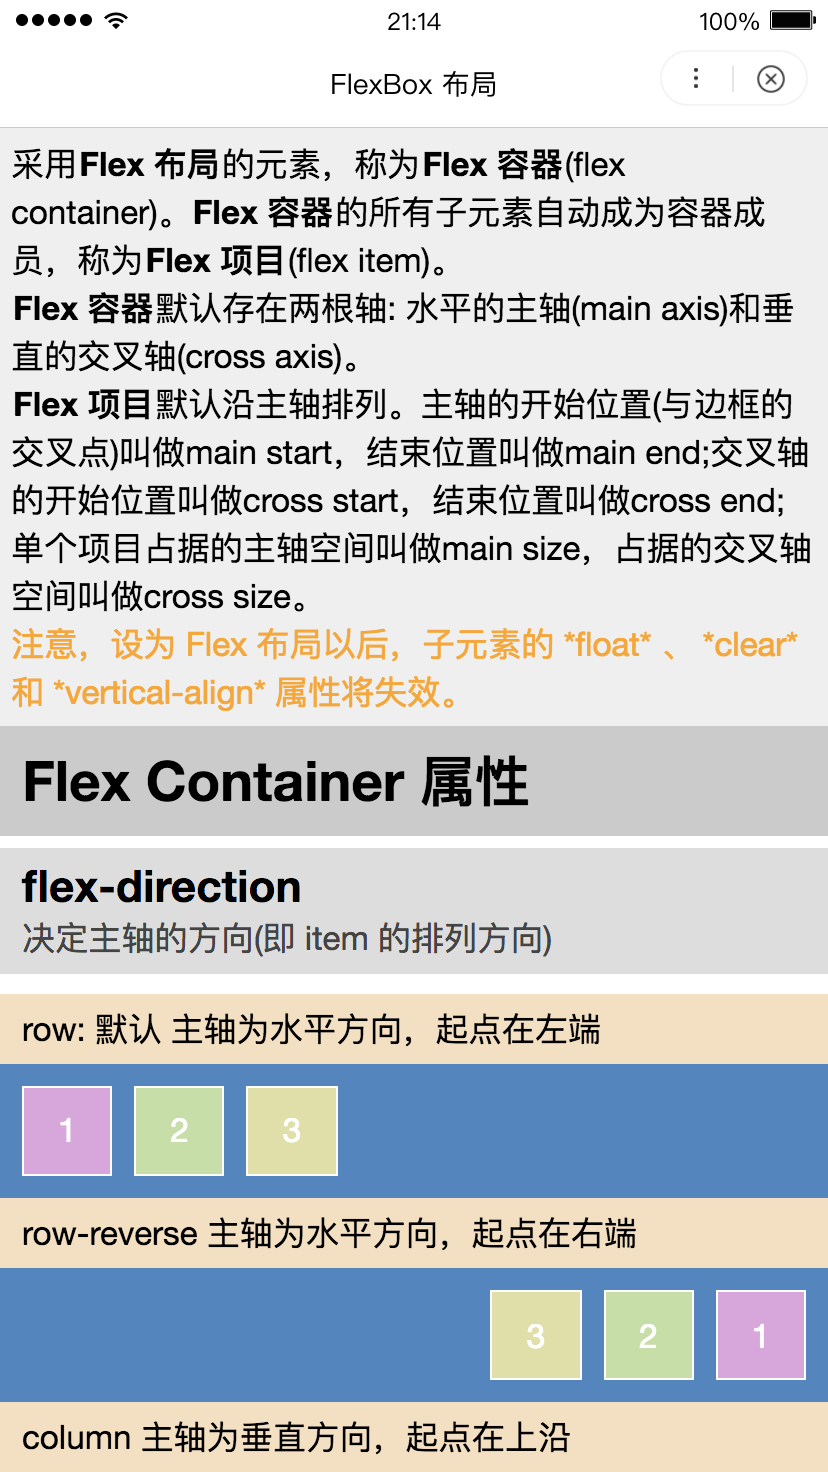 21:14
100%
FlexBox 布局
采用Flex 布局的元素，称为Flex 容器(flex
container)。Flex 容器的所有子元素自动成为容器成
员，称为Flex 项目(flex item)。
Flex 容器默认存在两根轴: 水平的主轴(main axis)和垂
直的交叉轴(cross axis)。
Flex 项目默认沿主轴排列。主轴的开始位置(与边框的
交叉点)叫做main start，结束位置叫做main end;交叉轴
的开始位置叫做cross start，结束位置叫做cross end;
单个项目占据的主轴空间叫做main size，占据的交叉轴
空间叫做cross size。
注意，设为 Flex 布局以后，子元素的 *float* 、 *clear*
和 *vertical-align* 属性将失效。
Flex Container 属性
flex-direction
决定主轴的方向(即 item 的排列方向)
row: 默认 主轴为水平方向，起点在左端
1 2 3
row-reverse 主轴为水平方向，起点在右端
3 2 1
column 主轴为垂直方向，起点在上沿